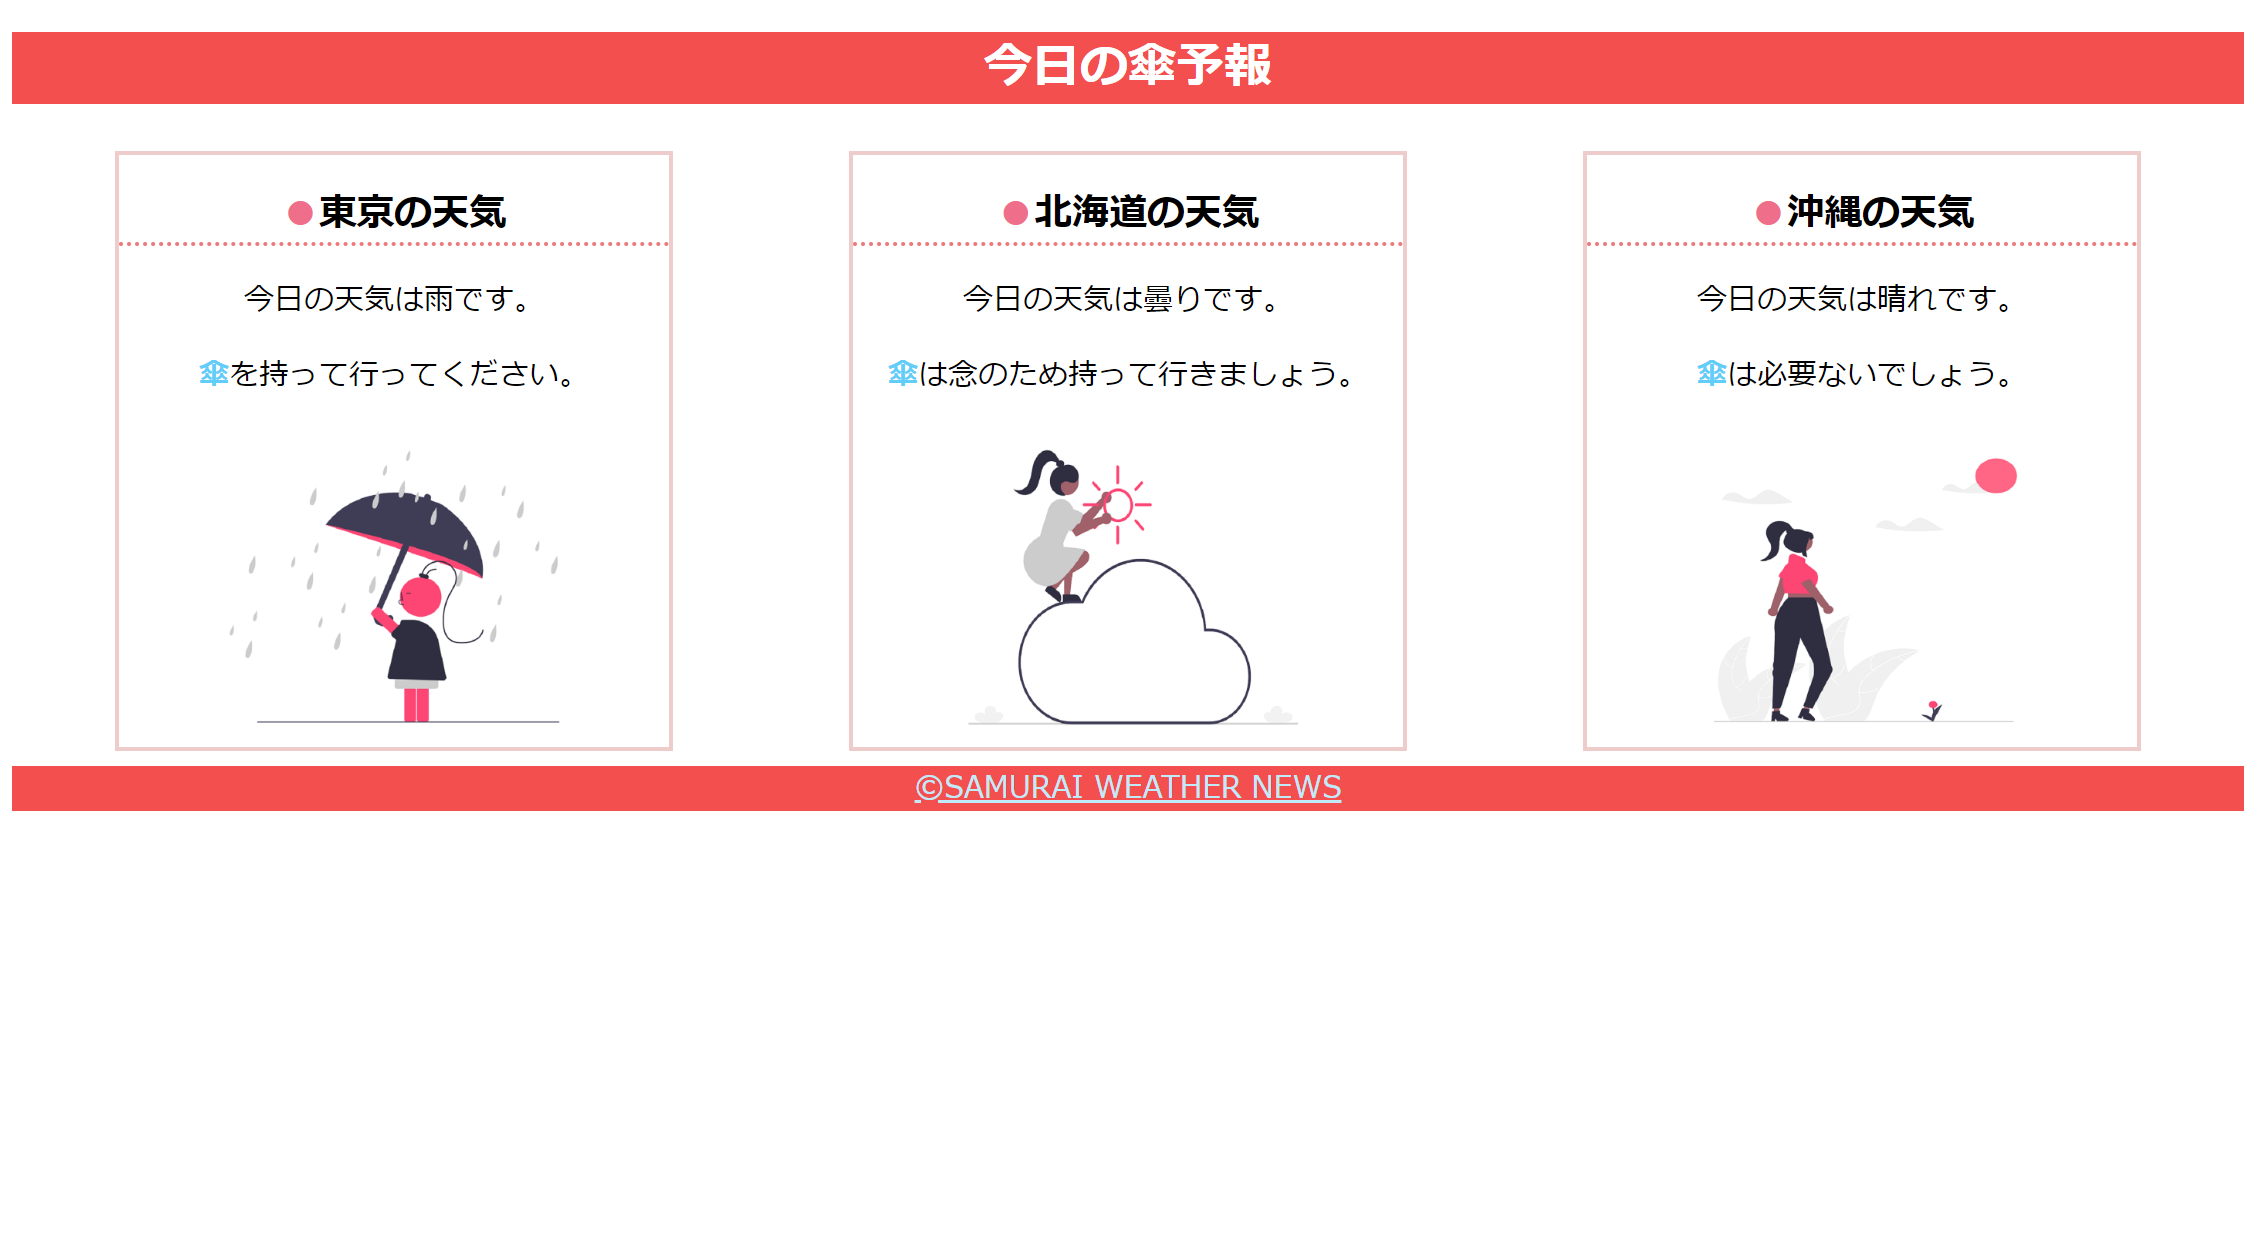 今日の傘予報
●東京の天気
今日の天気は雨です。
傘を持って行ってください。
●北海道の天気
今日の天気は曇りです。
傘は念のため持って行きましょう。
●沖縄の天気
今日の天気は晴れです。
傘は必要ないでしょう。
©SAMURAI WEATHER NEWS